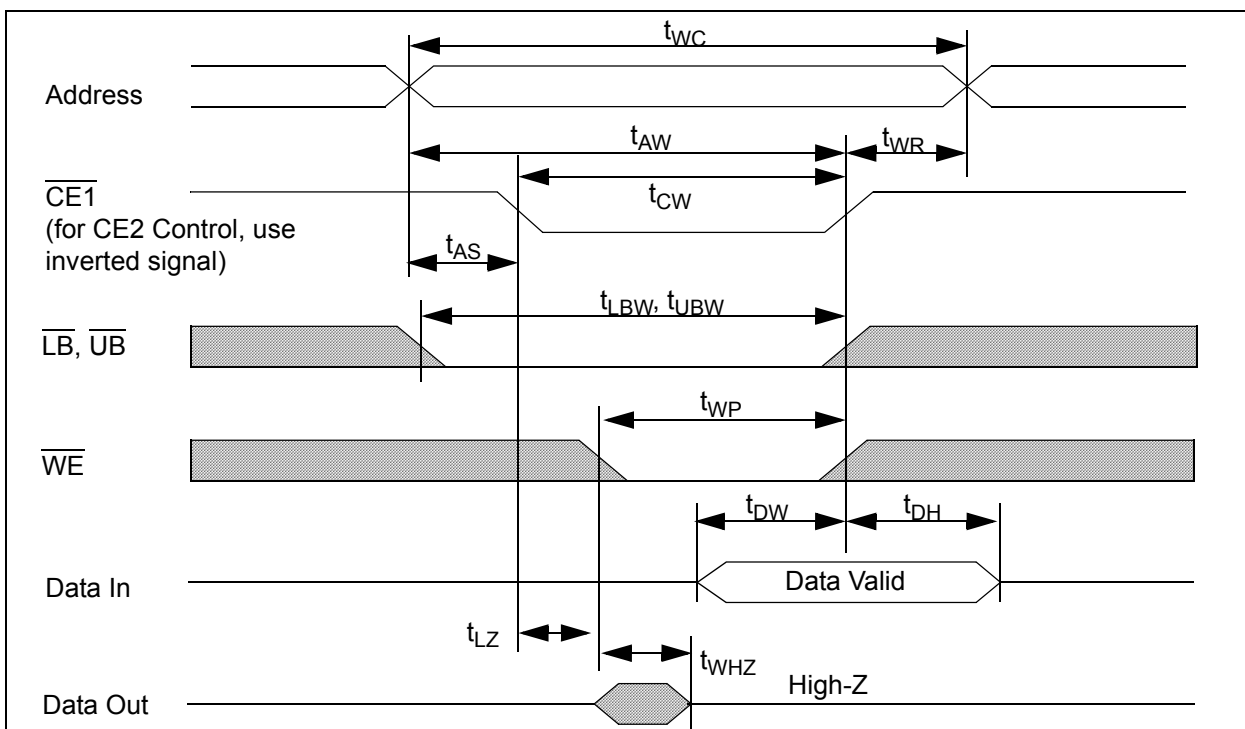 tWC
Address
tAW
tWR
CE1
(for CE2 Control, use
inverted signal)
tCW
tAS
tLBW, tUBW
LB, UB
tWP
WE
tDW
tDH
Data In
Data Valid
tLZ
tWHZ
High-Z
Data Out